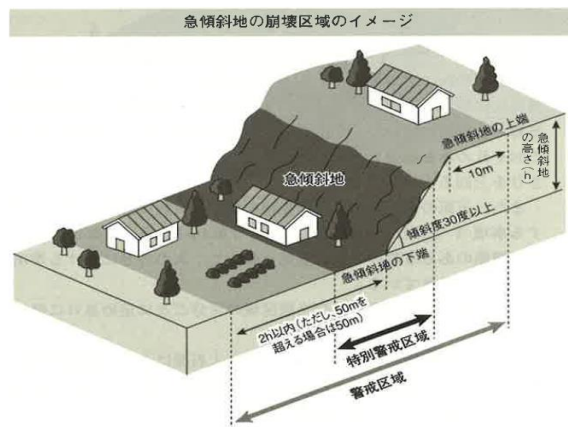 急傾斜地の崩壊区域のイメージ
急傾斜地の上端
急傾斜地
の高さ(h)
10m
急傾斜地
傾斜度30度以上
急傾斜地の下端
2h以内(ただし、50mを
超える場合は50m)
特別警戒区域
警戒区域